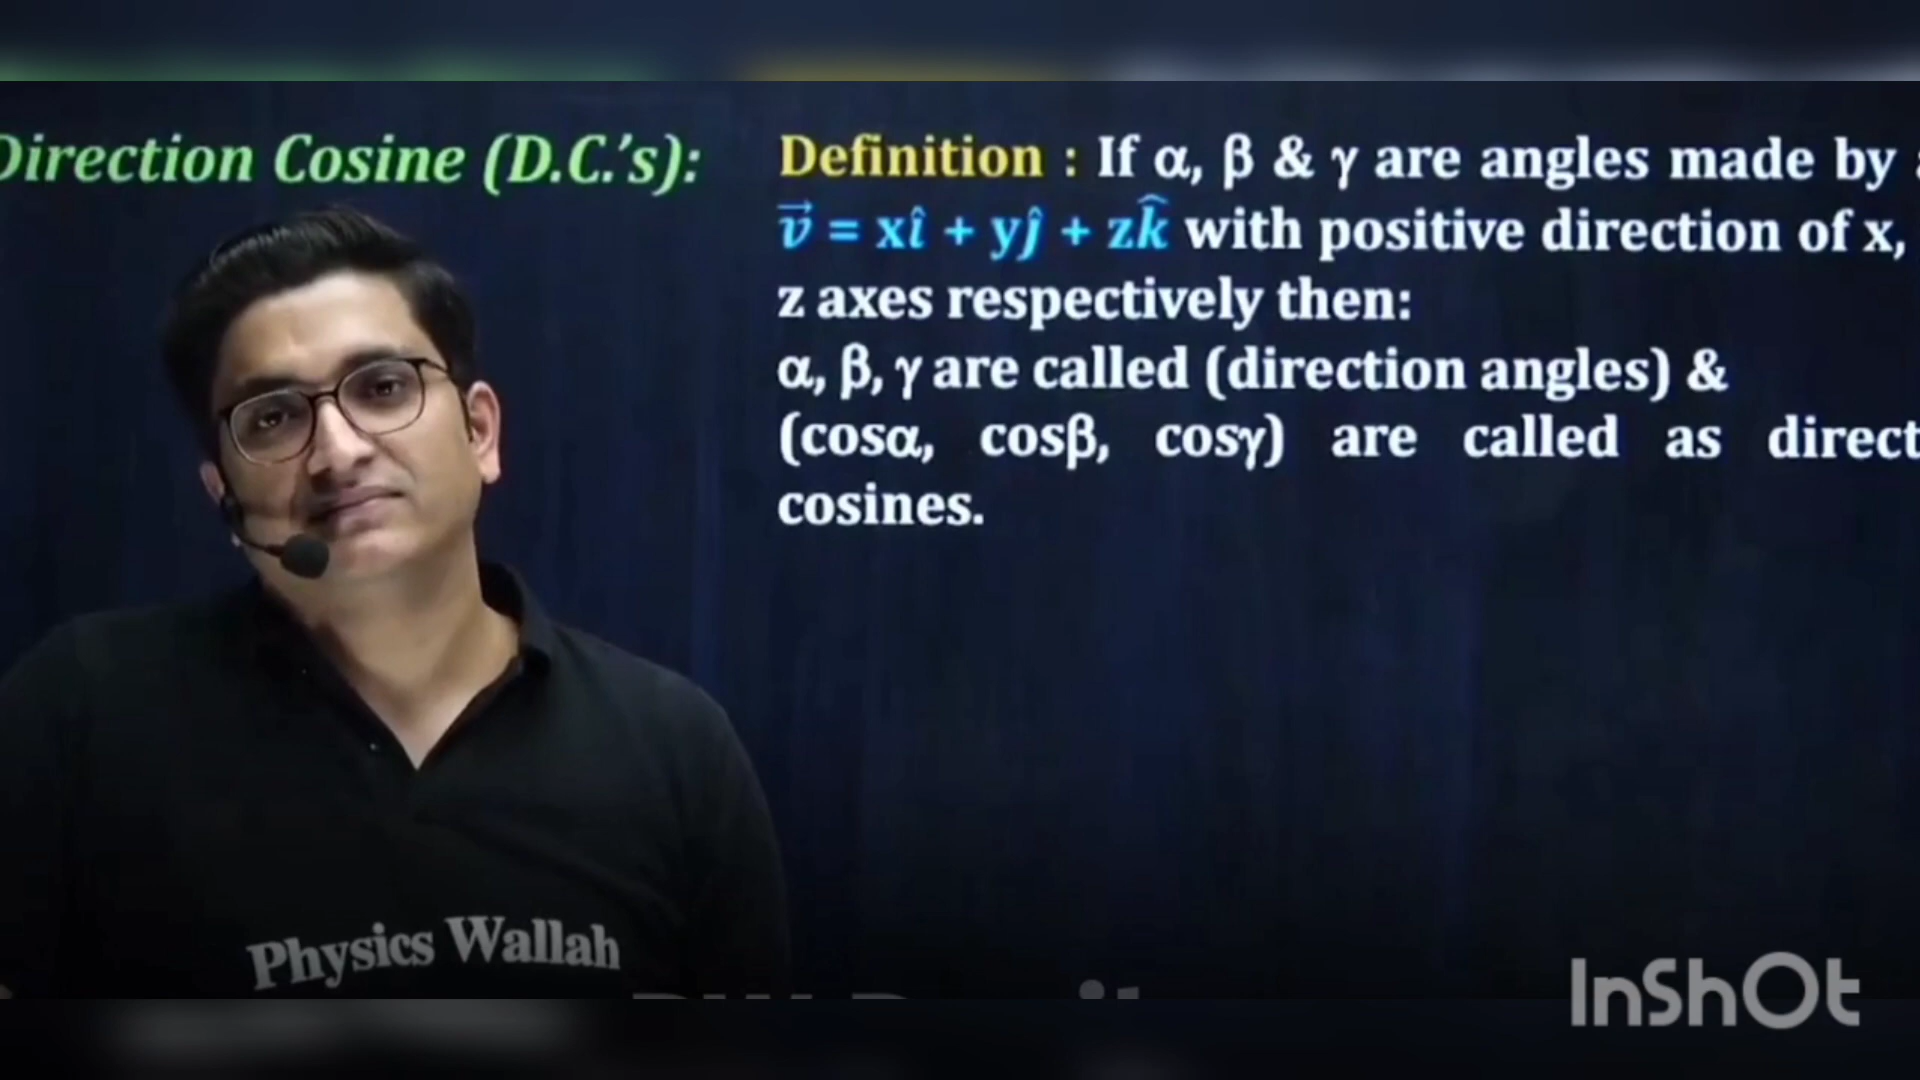 Direction Cosine (D.C.'s):
Definition : If α, β & γ are angles made by
v⃗ = xî + yĵ + zk̂ with positive direction of x,
z axes respectively then:
α, β, γ are called (direction angles) &
(cosα, cosβ, cosγ) are called as direct
cosines.
Physics Wallah
InShOt